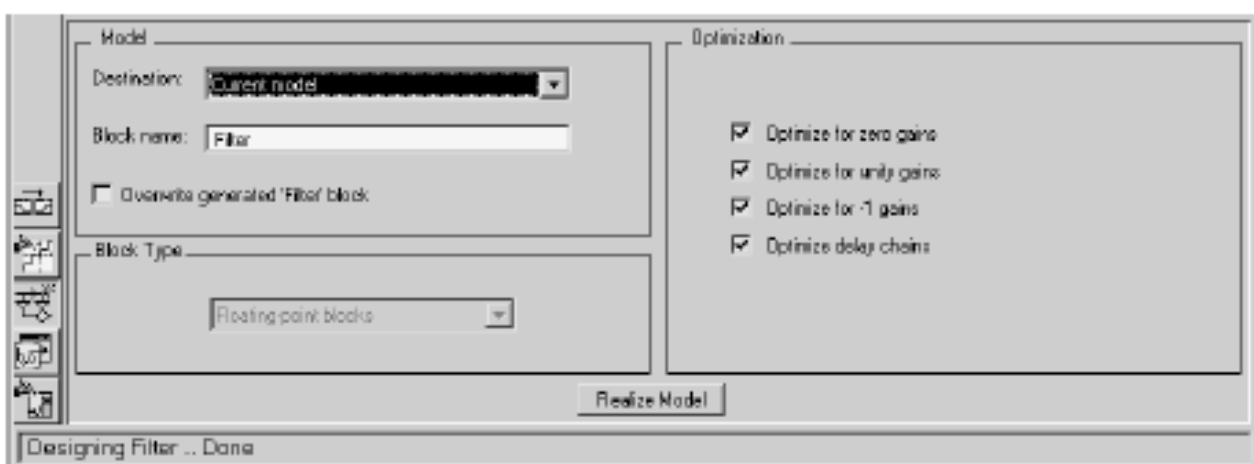 Model
Destination: Current model
Block name: Filter
Overwrite generated 'Filter' block
Block Type
Floating-point blocks
Optimization
Optimize for zero gains
Optimize for unity gains
Optimize for -1 gains
Optimize delay chains
Realize Model
Designing Filter .. Done